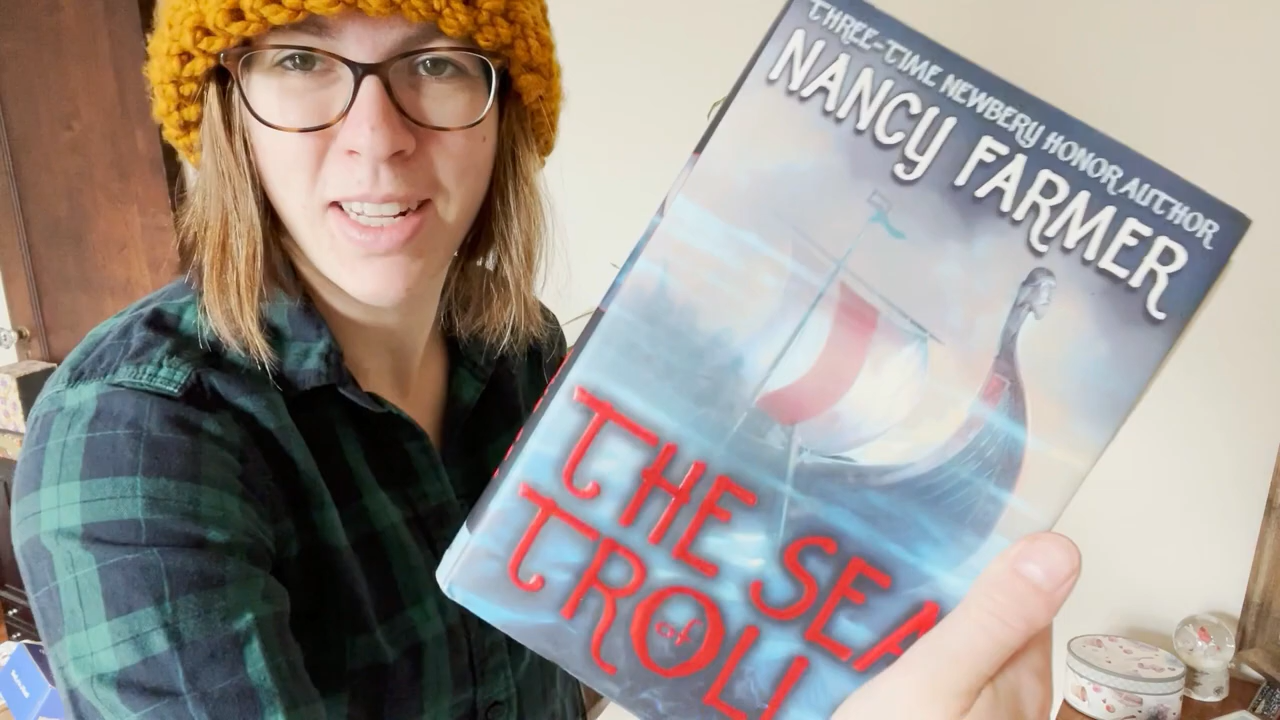 THREE-TIME NEWBERY HONOR AUTHOR
NANCY FARMER
THE SEA
of
TROLL